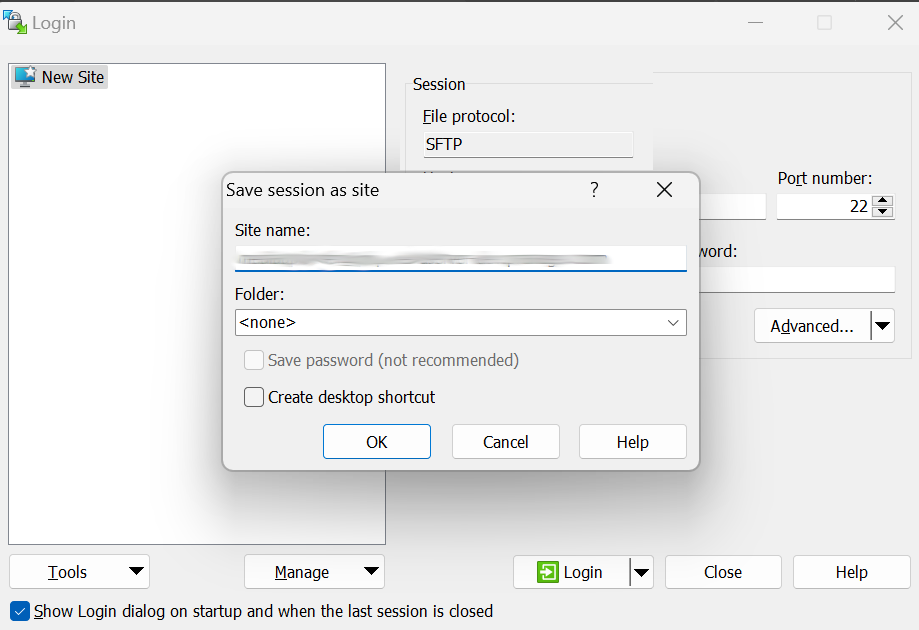 Login
New Site
Session
File protocol:
SFTP
Port number:
22
word:
Advanced...
Save session as site ?
Site name:
Folder:
<none>
Save password (not recommended)
Create desktop shortcut
OK Cancel Help
Tools Manage Login Close Help
Show Login dialog on startup and when the last session is closed